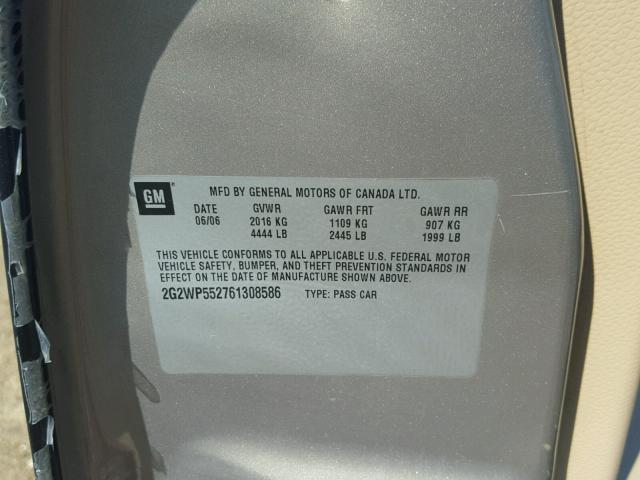 GM
MFD BY GENERAL MOTORS OF CANADA LTD.
DATE GVWR GAWR FRT GAWR RR
06/06 2016 KG 1109 KG 907 KG
4444 LB 2445 LB 1999 LB
THIS VEHICLE CONFORMS TO ALL APPLICABLE U.S. FEDERAL MOTOR
VEHICLE SAFETY, BUMPER, AND THEFT PREVENTION STANDARDS IN
EFFECT ON THE DATE OF MANUFACTURE SHOWN ABOVE.
2G2WP552761308586 TYPE: PASS CAR